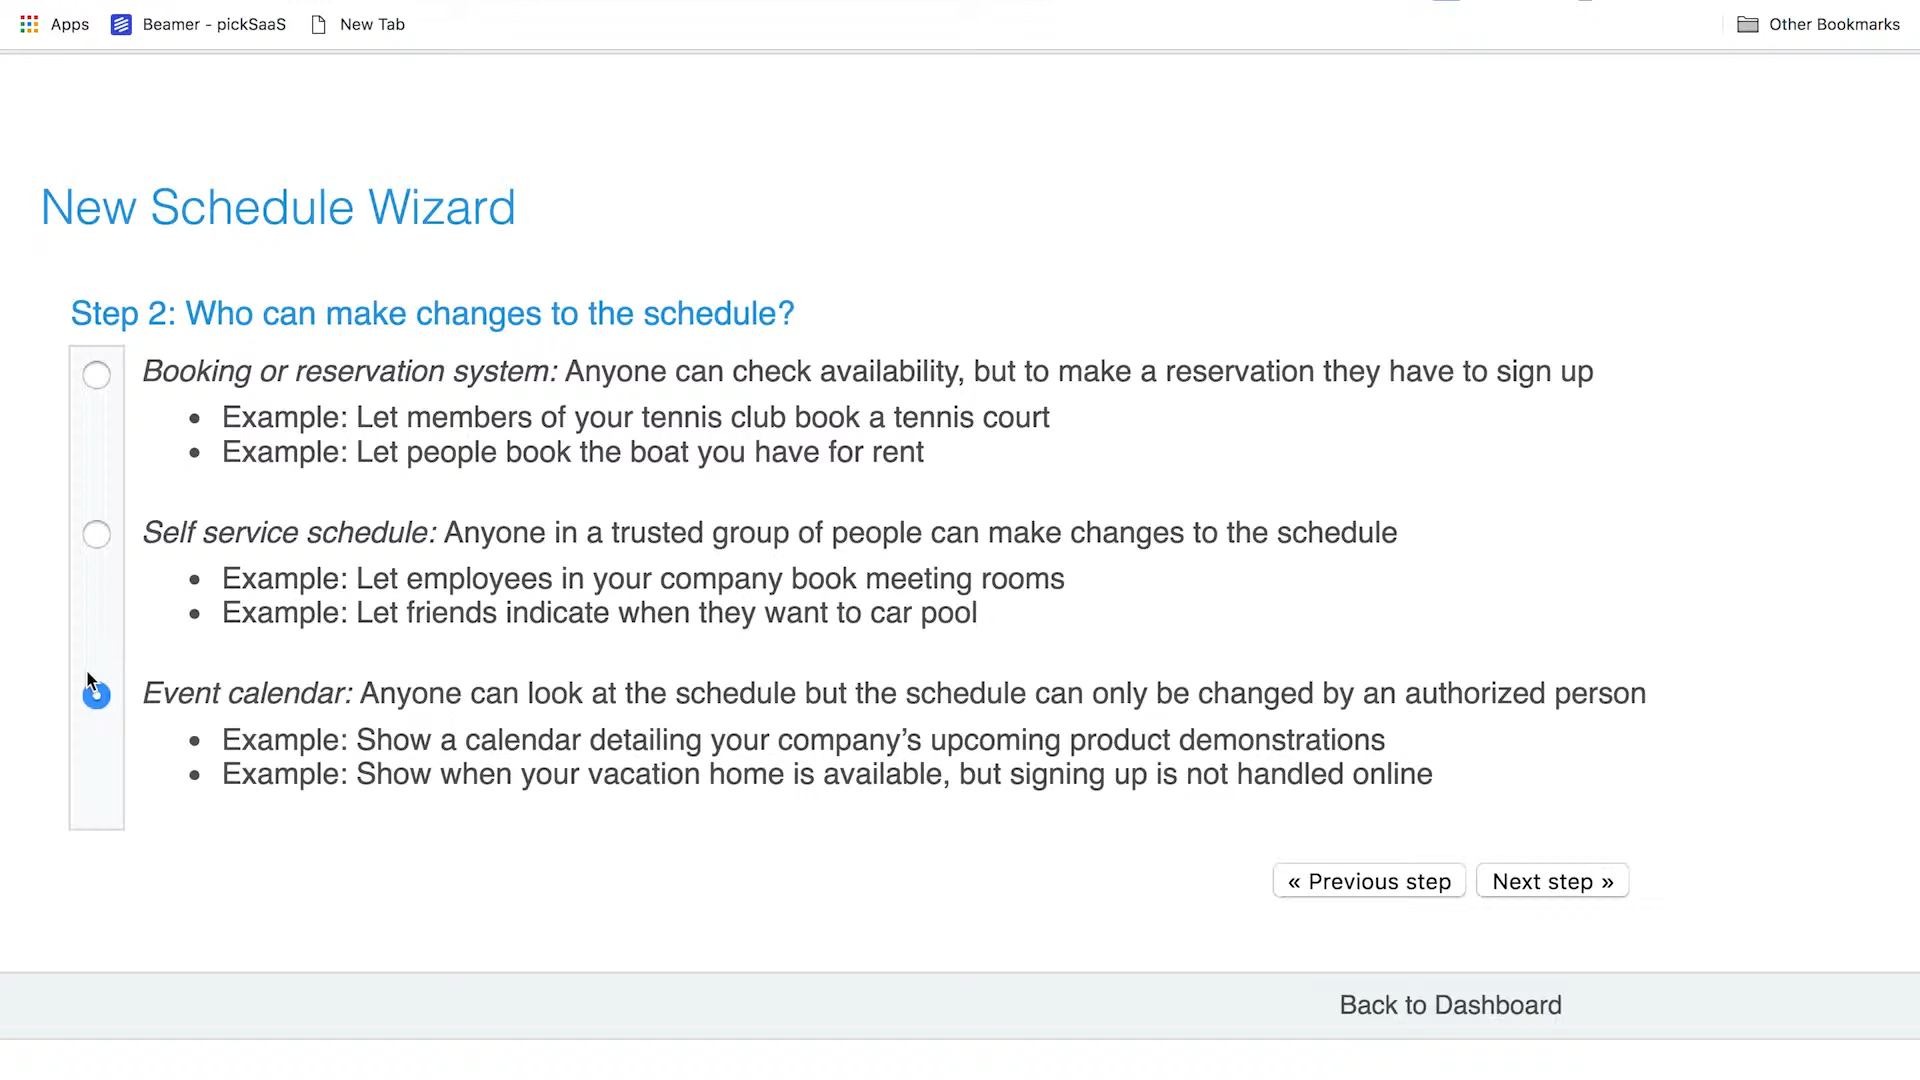 Apps
Beamer - pickSaaS
New Tab
Other Bookmarks
New Schedule Wizard
Step 2: Who can make changes to the schedule?
Booking or reservation system: Anyone can check availability, but to make a reservation they have to sign up
• Example: Let members of your tennis club book a tennis court
• Example: Let people book the boat you have for rent
Self service schedule: Anyone in a trusted group of people can make changes to the schedule
• Example: Let employees in your company book meeting rooms
• Example: Let friends indicate when they want to car pool
Event calendar: Anyone can look at the schedule but the schedule can only be changed by an authorized person
• Example: Show a calendar detailing your company’s upcoming product demonstrations
• Example: Show when your vacation home is available, but signing up is not handled online
« Previous step
Next step »
Back to Dashboard